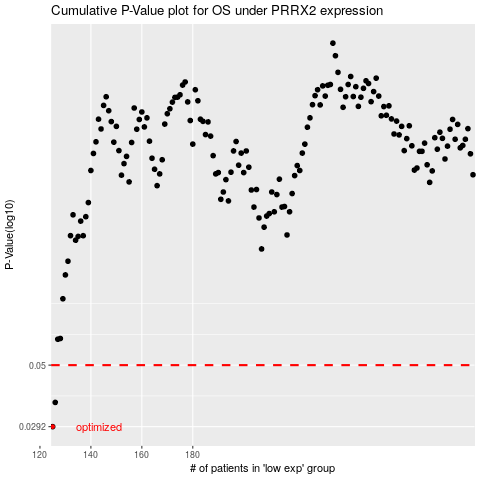 Cumulative P-Value plot for OS under PRRX2 expression
P-Value(log10)
0.05
0.0292
optimized
120 140 160 180
# of patients in 'low exp' group